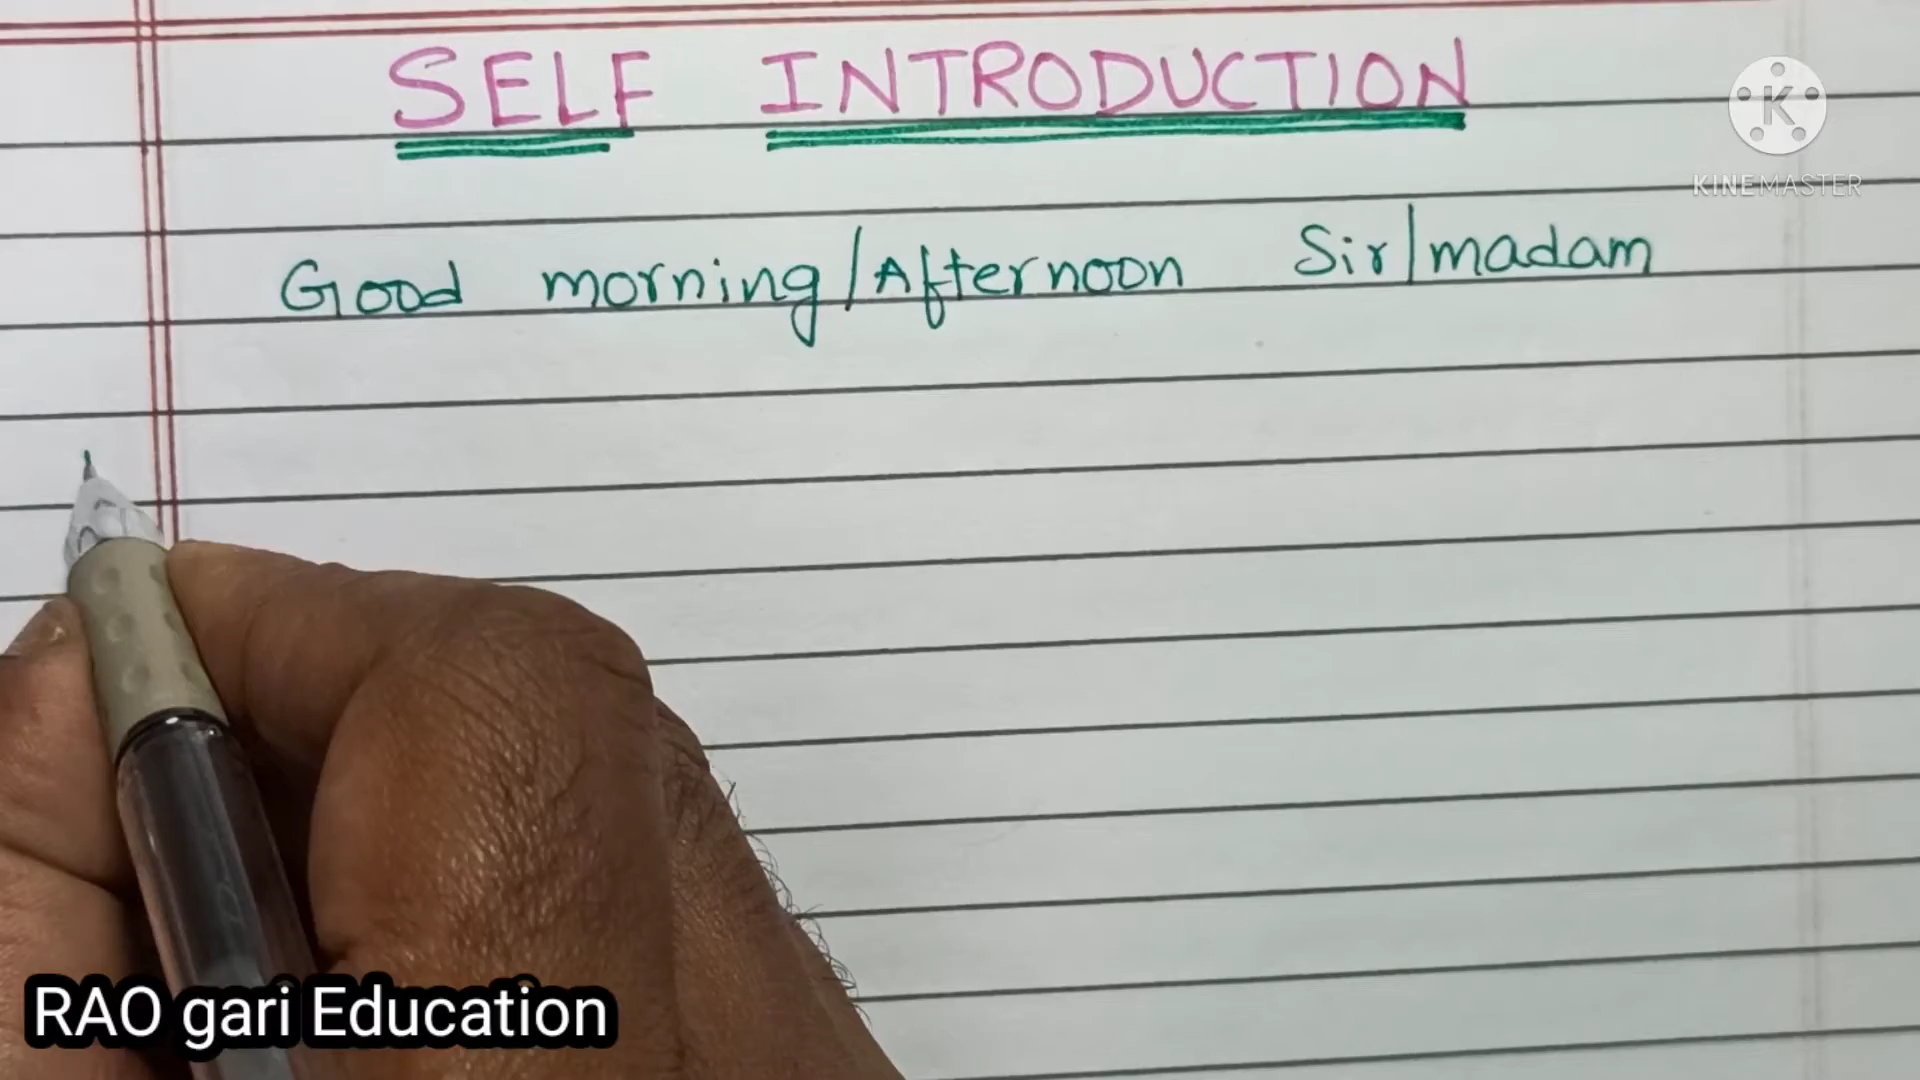 SELF INTRODUCTION
KINEMASTER
Good morning/Afternoon Sir/madam
RAO gari Education